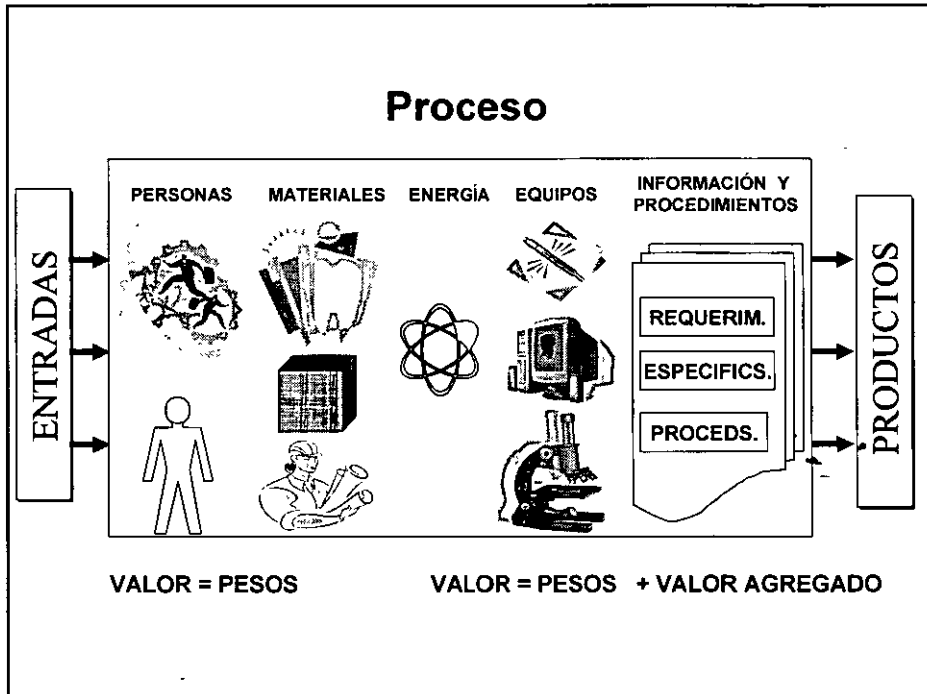 Proceso
ENTRADAS
PERSONAS
MATERIALES
ENERGÍA
EQUIPOS
INFORMACIÓN Y
PROCEDIMIENTOS
REQUERIM.
ESPECIFICS.
PROCEDS.
PRODUCTOS
VALOR = PESOS
VALOR = PESOS + VALOR AGREGADO